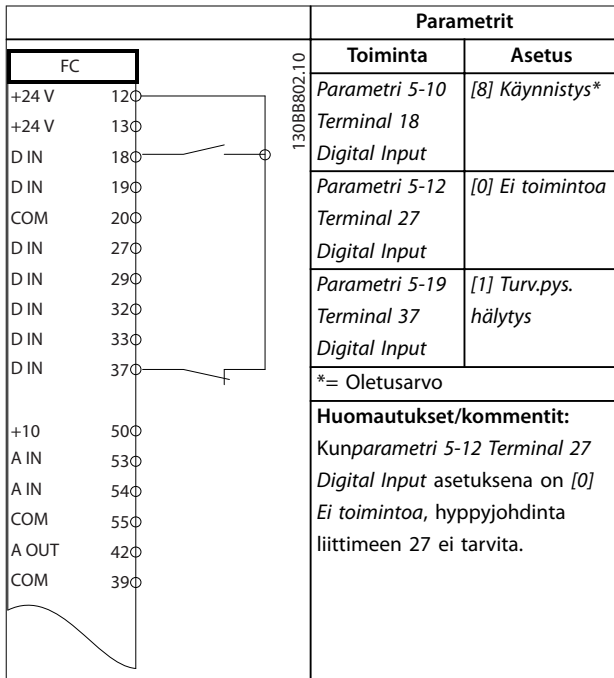 Parametrit
FC
+24 V 12
+24 V 13
D IN 18
D IN 19
COM 20
D IN 27
D IN 29
D IN 32
D IN 33
D IN 37
+10 50
A IN 53
A IN 54
COM 55
A OUT 42
COM 39
130BB802.10
Toiminta Asetus
Parametri 5-10 [8] Käynnistys*
Terminal 18
Digital Input
Parametri 5-12 [0] Ei toimintoa
Terminal 27
Digital Input
Parametri 5-19 [1] Turv.pys.
Terminal 37 hälytys
Digital Input
*= Oletusarvo
Huomautukset/kommentit:
Kunparametri 5-12 Terminal 27
Digital Input asetuksena on [0]
Ei toimintoa, hyppyjohdinta
liittimeen 27 ei tarvita.